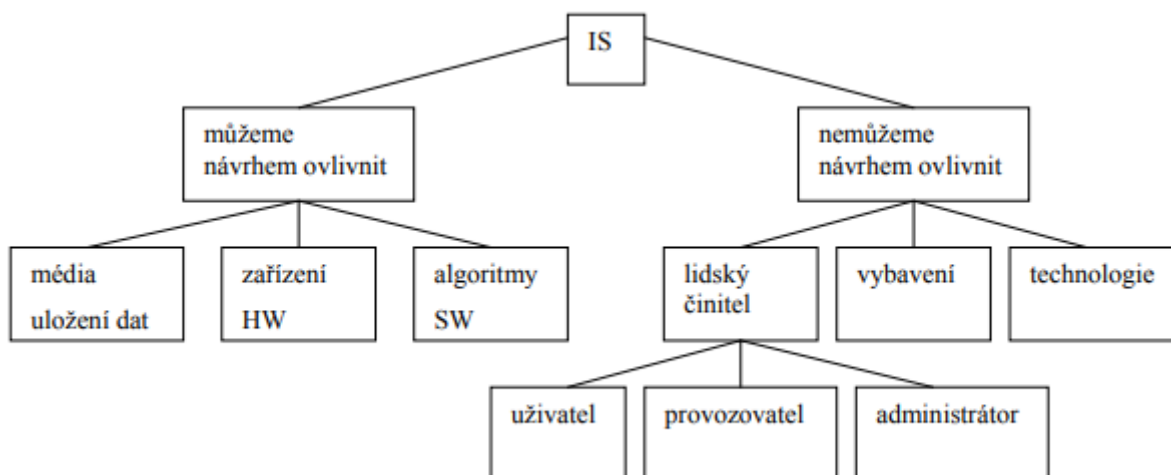 IS
můžeme
návrhem ovlivnit
nemůžeme
návrhem ovlivnit
média
uložení dat
zařízení
HW
algoritmy
SW
lidský
činitel
vybavení
technologie
uživatel
provozovatel
administrátor